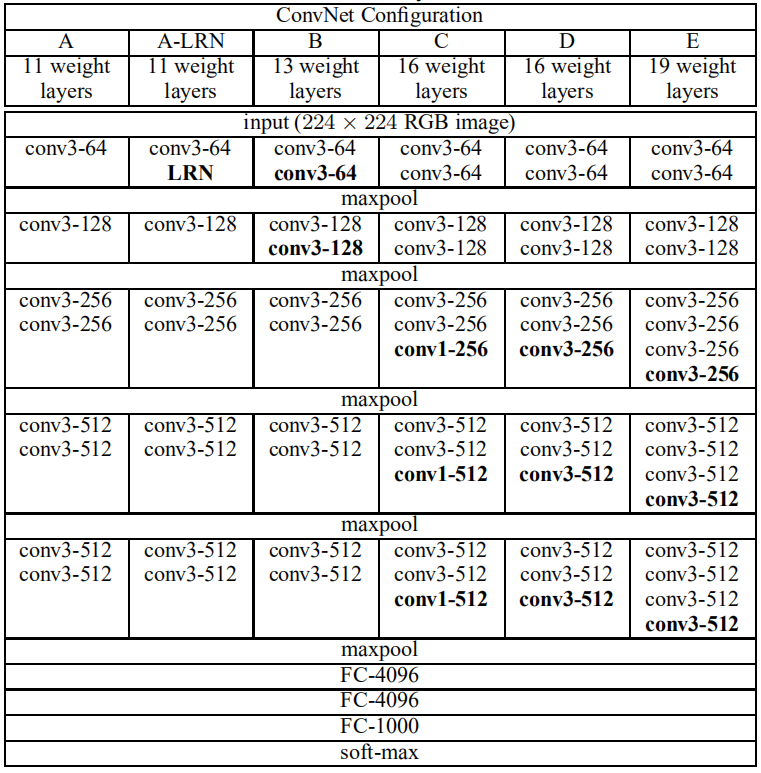 ConvNet Configuration
A A-LRN B C D E
11 weight 11 weight 13 weight 16 weight 16 weight 19 weight
layers layers layers layers layers layers
input (224 × 224 RGB image)
conv3-64 conv3-64 conv3-64 conv3-64 conv3-64 conv3-64
LRN conv3-64 conv3-64 conv3-64 conv3-64
maxpool
conv3-128 conv3-128 conv3-128 conv3-128 conv3-128 conv3-128
conv3-128 conv3-128 conv3-128 conv3-128
maxpool
conv3-256 conv3-256 conv3-256 conv3-256 conv3-256 conv3-256
conv3-256 conv3-256 conv3-256 conv3-256 conv3-256 conv3-256
conv1-256 conv3-256 conv3-256
conv3-256
maxpool
conv3-512 conv3-512 conv3-512 conv3-512 conv3-512 conv3-512
conv3-512 conv3-512 conv3-512 conv3-512 conv3-512 conv3-512
conv1-512 conv3-512 conv3-512
conv3-512
maxpool
conv3-512 conv3-512 conv3-512 conv3-512 conv3-512 conv3-512
conv3-512 conv3-512 conv3-512 conv3-512 conv3-512 conv3-512
conv1-512 conv3-512 conv3-512
conv3-512
maxpool
FC-4096
FC-4096
FC-1000
soft-max